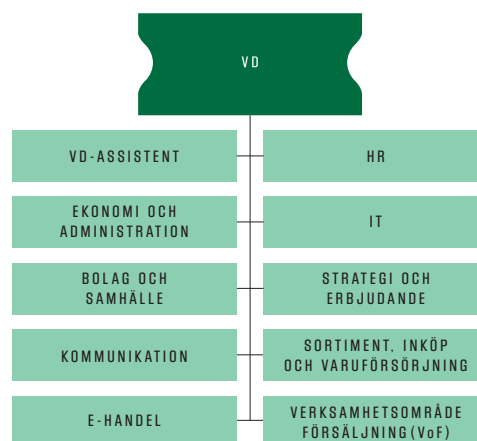 VD
VD-ASSISTENT
HR
EKONOMI OCH
ADMINISTRATION
IT
BOLAG OCH
SAMHÄLLE
STRATEGI OCH
ERBJUDANDE
KOMMUNIKATION
SORTIMENT, INKÖP
OCH VARUFÖRSÖRJNING
E-HANDEL
VERKSAMHETSOMRÅDE
FÖRSÄLJNING (VoF)